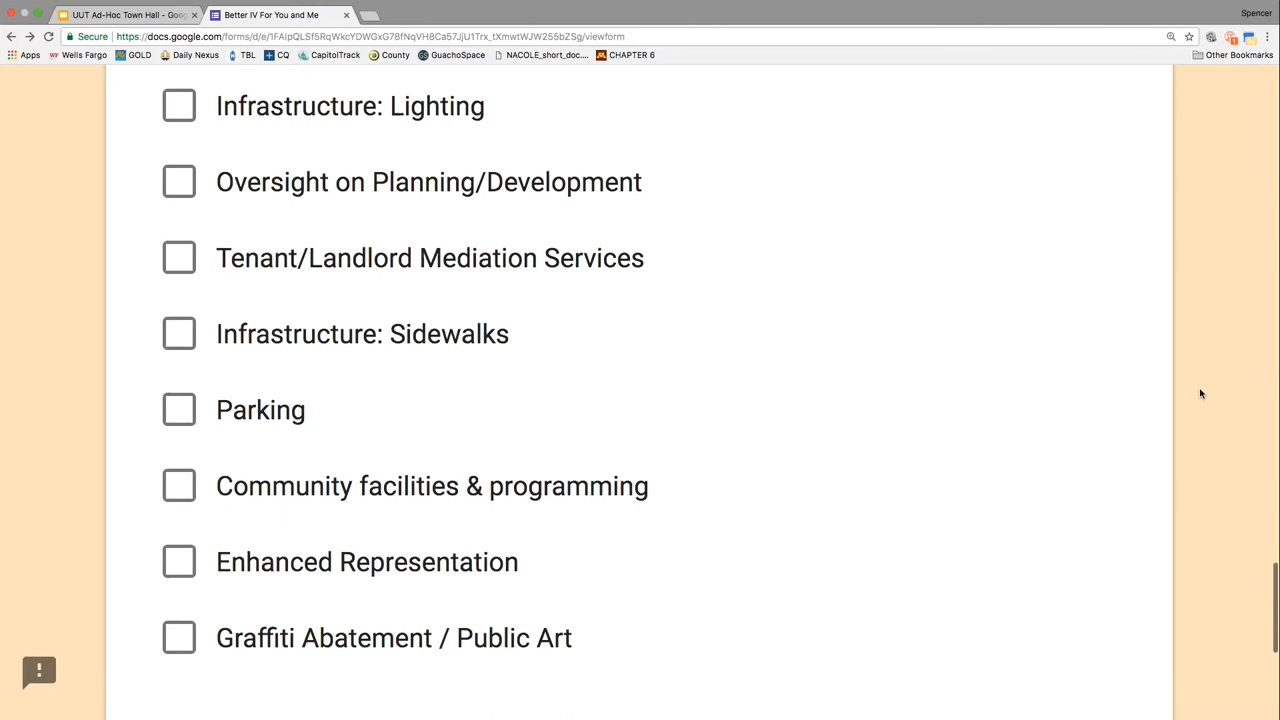 UUT Ad-Hoc Town Hall - Goog
Better IV For You and Me
Spencer
Secure
https://docs.google.com/forms/d/e/1FAIpQLSf5RqWkcYDWGxG78fNqVH8Ca57JjU1Trx_tXmwtWJW255bZSg/viewform
Apps
Wells Fargo
GOLD
Daily Nexus
TBL
CQ
CapitolTrack
County
GuachoSpace
NACOLE_short_doc....
CHAPTER 6
Other Bookmarks
Infrastructure: Lighting
Oversight on Planning/Development
Tenant/Landlord Mediation Services
Infrastructure: Sidewalks
Parking
Community facilities & programming
Enhanced Representation
Graffiti Abatement / Public Art